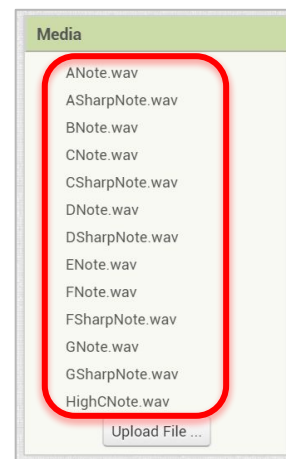 Media
ANote.wav
ASharpNote.wav
BNote.wav
CNote.wav
CSharpNote.wav
DNote.wav
DSharpNote.wav
ENote.wav
FNote.wav
FSharpNote.wav
GNote.wav
GSharpNote.wav
HighCNote.wav
Upload File ...